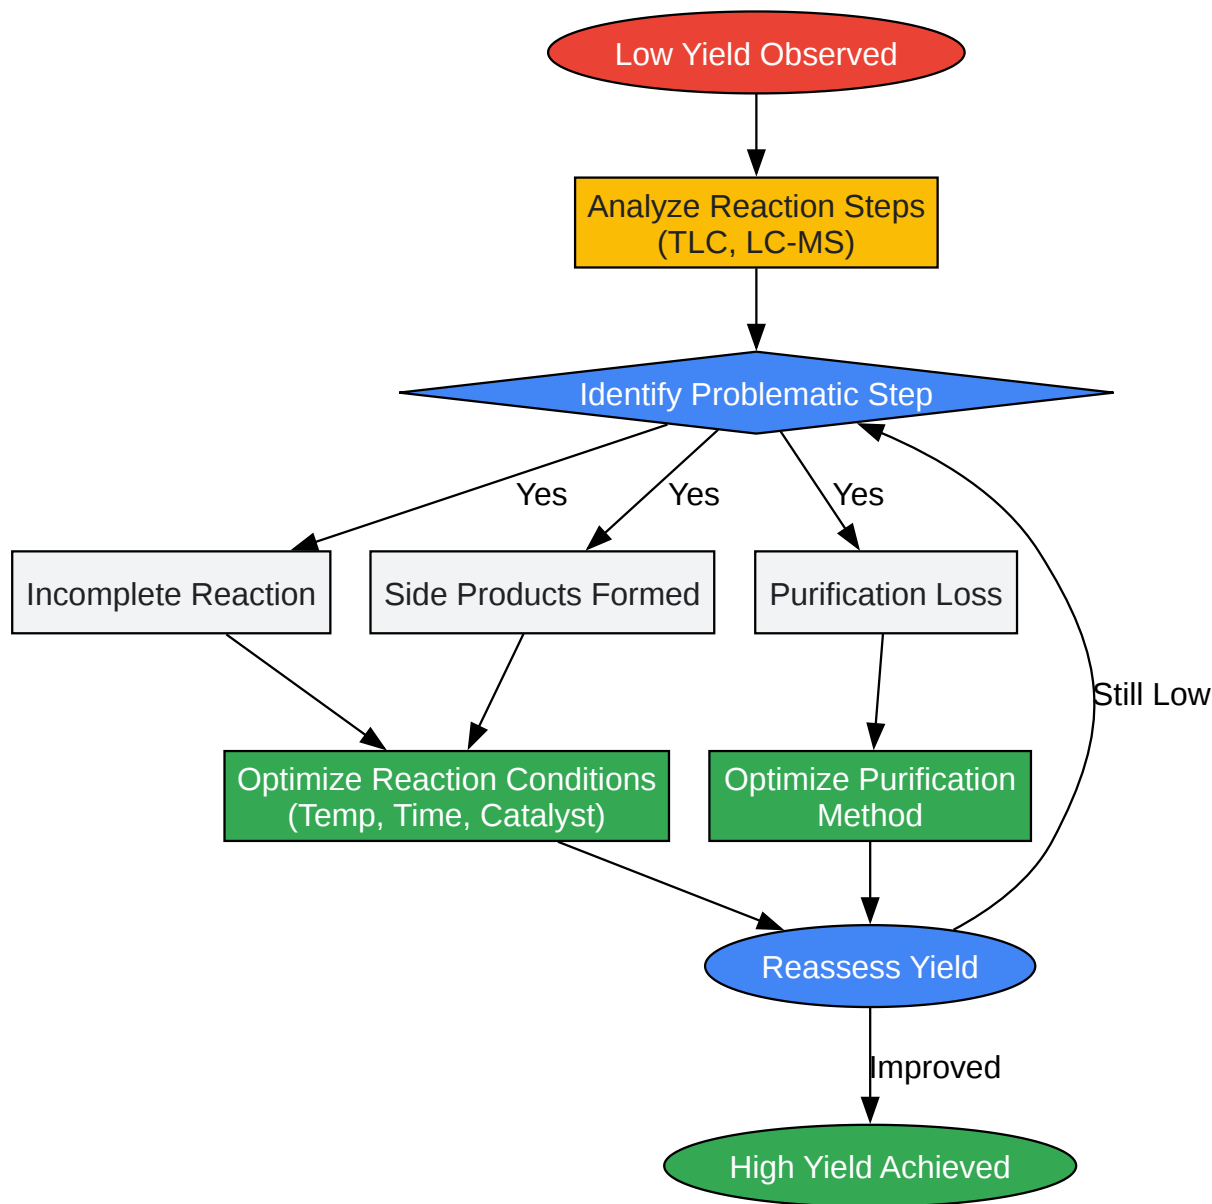 Low Yield Observed
Analyze Reaction Steps
(TLC, LC-MS)
Identify Problematic Step
Yes
Yes
Yes
Incomplete Reaction
Side Products Formed
Purification Loss
Still Low
Optimize Reaction Conditions
(Temp, Time, Catalyst)
Optimize Purification
Method
Reassess Yield
Improved
High Yield Achieved